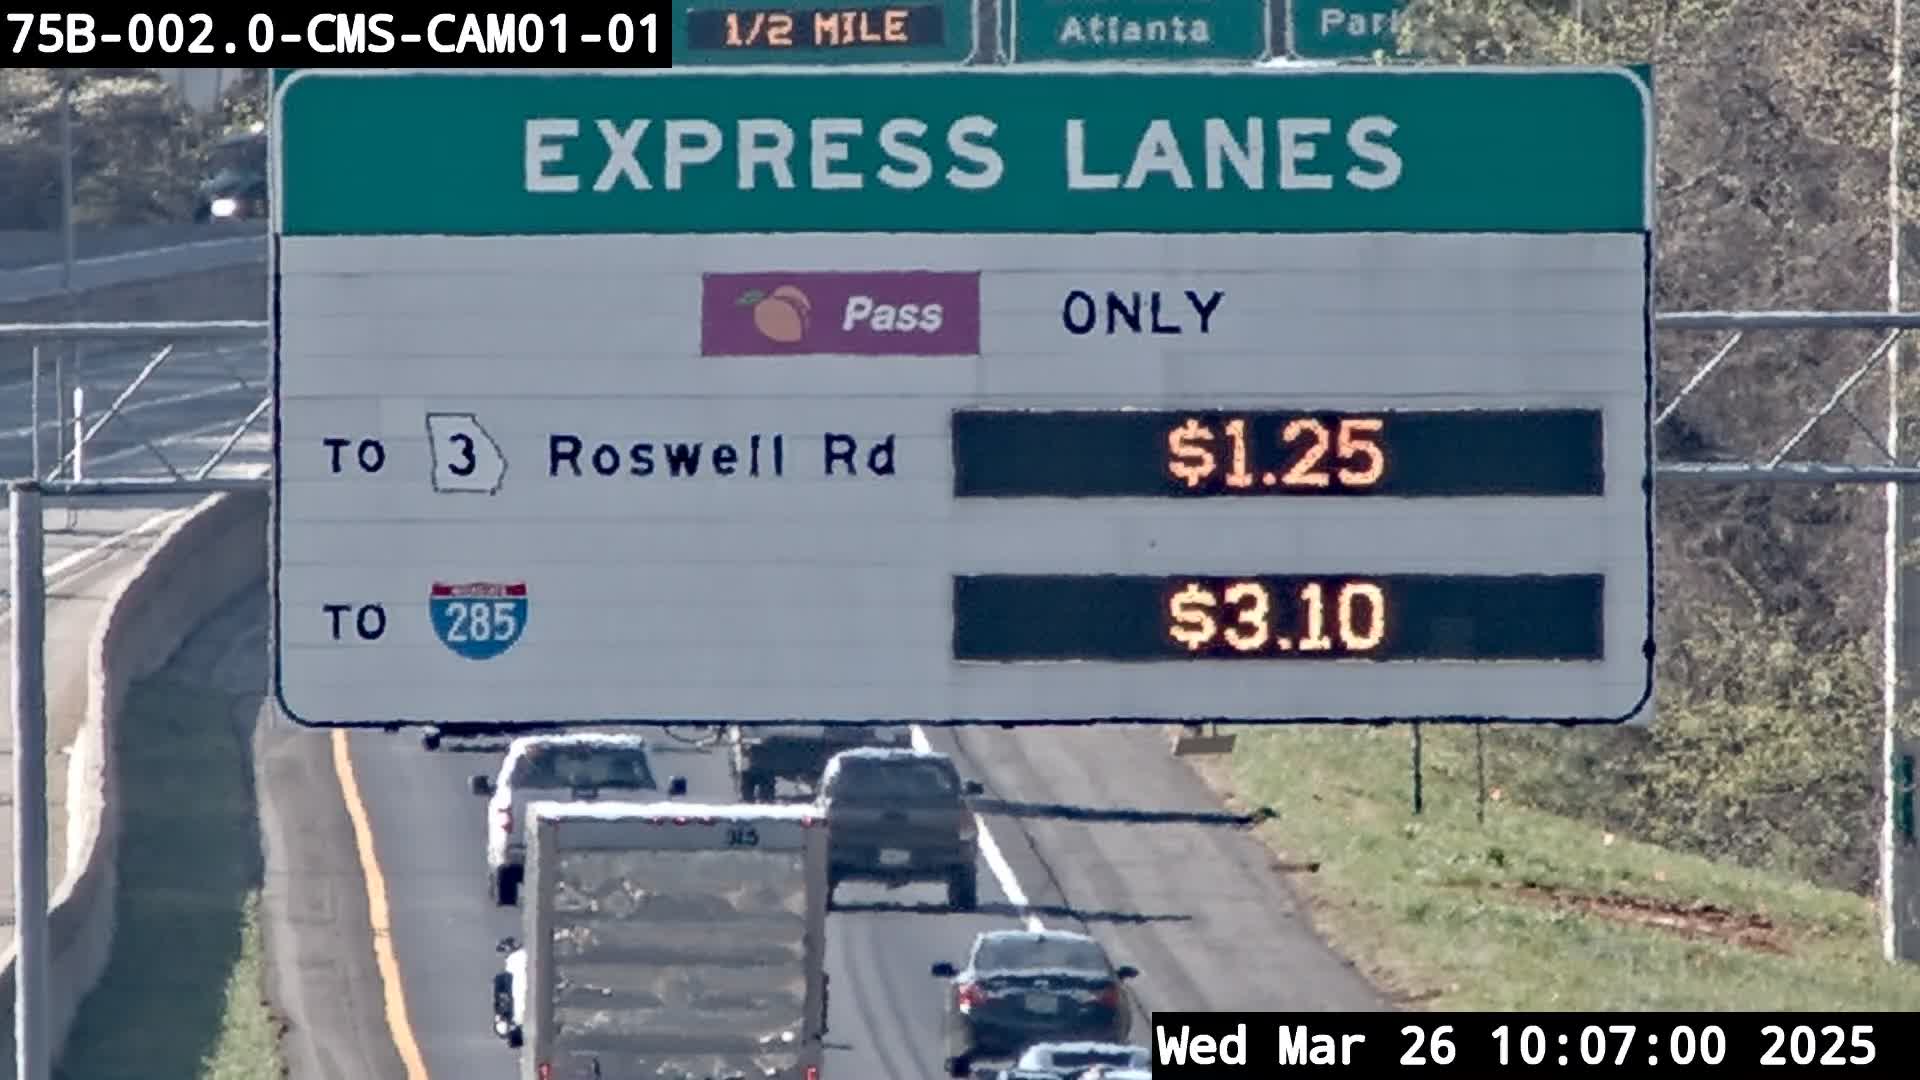 75B-002.0-CMS-CAM01-01
1/2 MILE
Atlanta
EXPRESS LANES
Pass ONLY
TO 3 Roswell Rd $1.25
TO INTERSTATE 285 $3.10
Wed Mar 26 10:07:00 2025